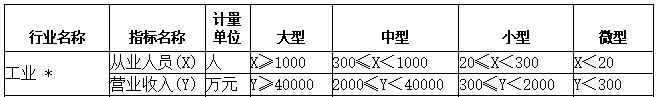 行业名称 指标名称 计量单位 大型 中型 小型 微型
工业 * 从业人员(X) 人 X≥1000 300≤X＜1000 20≤X＜300 X＜20
营业收入(Y) 万元 Y≥40000 2000≤Y＜40000 300≤Y＜2000 Y＜300